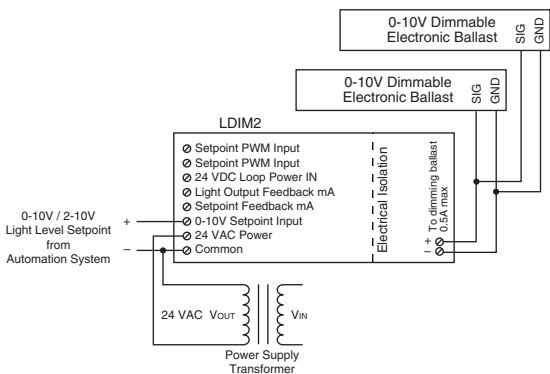 0-10V Dimmable
Electronic Ballast
SIG
GND
0-10V Dimmable
Electronic Ballast
SIG
GND
LDIM2
Setpoint PWM Input
Setpoint PWM Input
24 VDC Loop Power IN
Light Output Feedback mA
Setpoint Feedback mA
0-10V Setpoint Input
24 VAC Power
Common
Electrical Isolation
To dimming ballast
0.5A max
+
–
0-10V / 2-10V
Light Level Setpoint
from
Automation System
+
–
24 VAC VOUT
VIN
Power Supply
Transformer